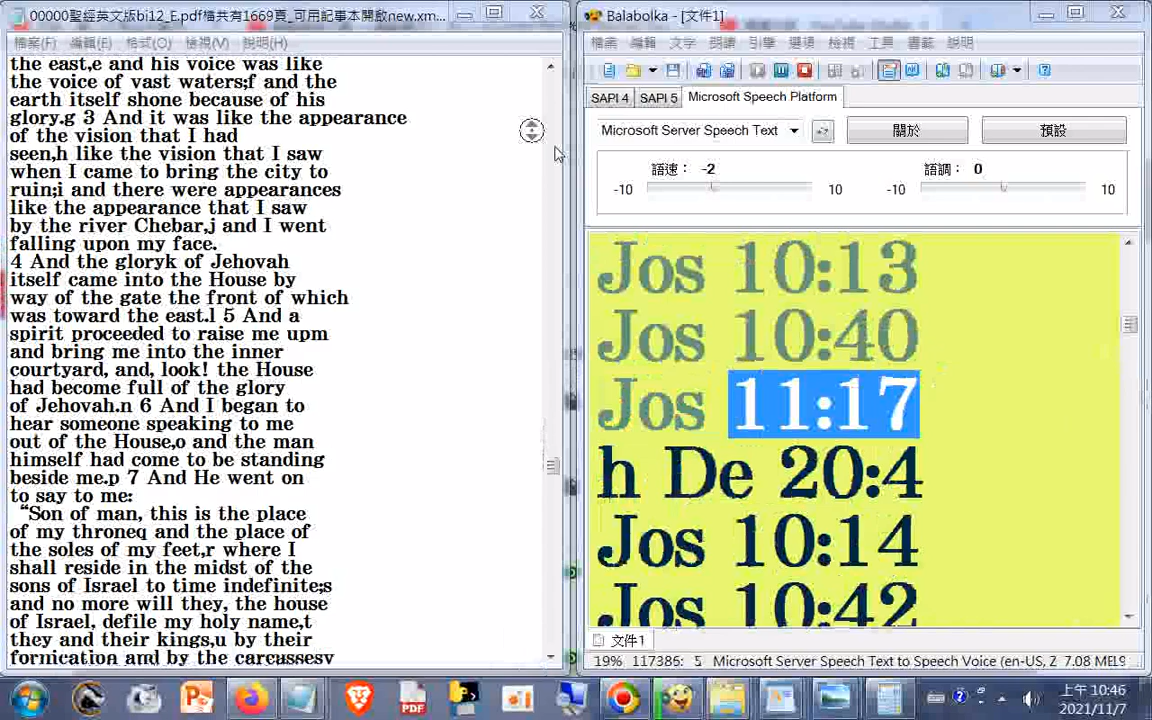 00000聖經英文版bi12_E.pdf檔共有1669頁_可用記事本開啟new.xm...
檔案(F) 編輯(E) 格式(O) 檢視(V) 說明(H)
the east,e and his voice was like
the voice of vast waters;f and the
earth itself shone because of his
glory.g 3 And it was like the appearance
of the vision that I had
seen,h like the vision that I saw
when I came to bring the city to
ruin;i and there were appearances
like the appearance that I saw
by the river Chebar,j and I went
falling upon my face.
4 And the gloryk of Jehovah
itself came into the House by
way of the gate the front of which
was toward the east.l 5 And a
spirit proceeded to raise me upm
and bring me into the inner
courtyard, and, look! the House
had become full of the glory
of Jehovah.n 6 And I began to
hear someone speaking to me
out of the House,o and the man
himself had come to be standing
beside me.p 7 And He went on
to say to me:
“Son of man, this is the place
of my throneq and the place of
the soles of my feet,r where I
shall reside in the midst of the
sons of Israel to time indefinite;s
and no more will they, the house
of Israel, defile my holy name,t
they and their kings,u by their
fornication and by the carcassesv
Balabolka - [文件1]
檔案 編輯 文字 朗讀 引擎 選項 檢視 工具 書籤 說明
SAPI 4 SAPI 5 Microsoft Speech Platform
Microsoft Server Speech Text 關於 預設
語速： -2 語調： 0
-10 10 -10 10
Jos 10:13
Jos 10:40
Jos 11:17
h De 20:4
Jos 10:14
Jos 10:42
文件1
19% 117386: Microsoft Server Speech Text to Speech Voice (en-US, Z 7.08 MEL9
PDF
上午 10:46
2021/11/7